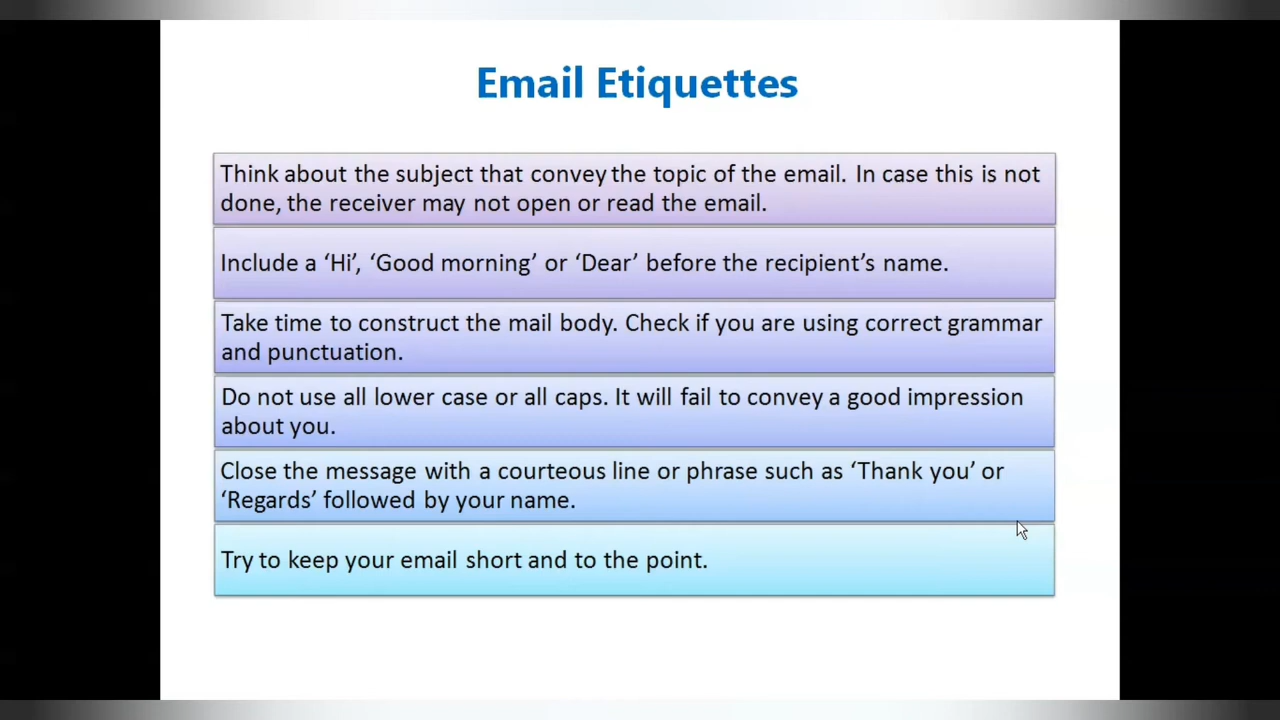 Email Etiquettes
Think about the subject that convey the topic of the email. In case this is not
done, the receiver may not open or read the email.
Include a ‘Hi’, ‘Good morning’ or ‘Dear’ before the recipient’s name.
Take time to construct the mail body. Check if you are using correct grammar
and punctuation.
Do not use all lower case or all caps. It will fail to convey a good impression
about you.
Close the message with a courteous line or phrase such as ‘Thank you’ or
‘Regards’ followed by your name.
Try to keep your email short and to the point.